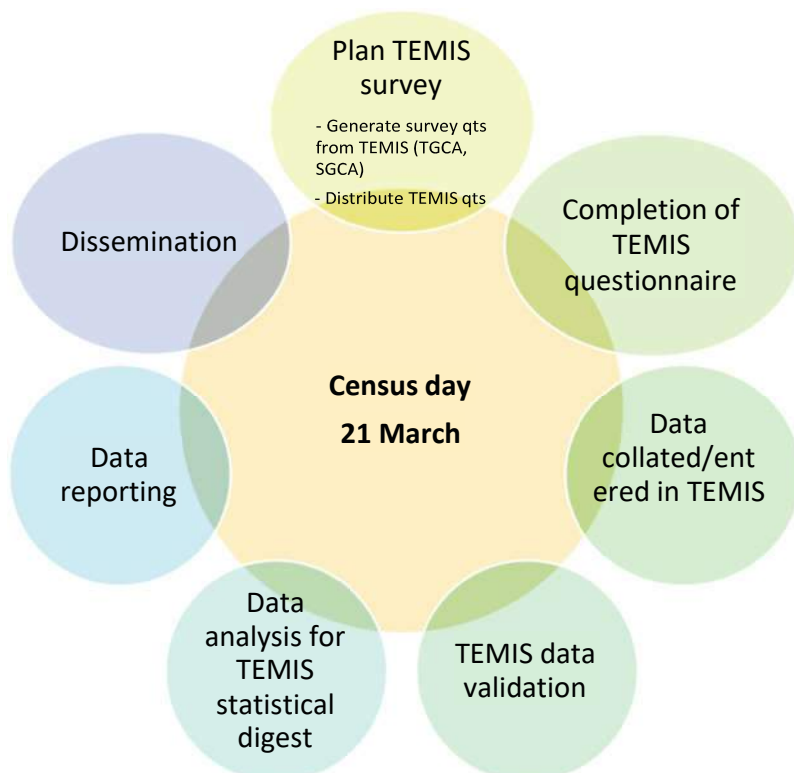 Plan TEMIS
survey
- Generate survey qts
from TEMIS (TGCA,
SGCA)
- Distribute TEMIS qts
Completion of
TEMIS
questionnaire
Data
collated/ent
ered in TEMIS
TEMIS data
validation
Data
analysis for
TEMIS
statistical
digest
Data
reporting
Dissemination
Census day
21 March